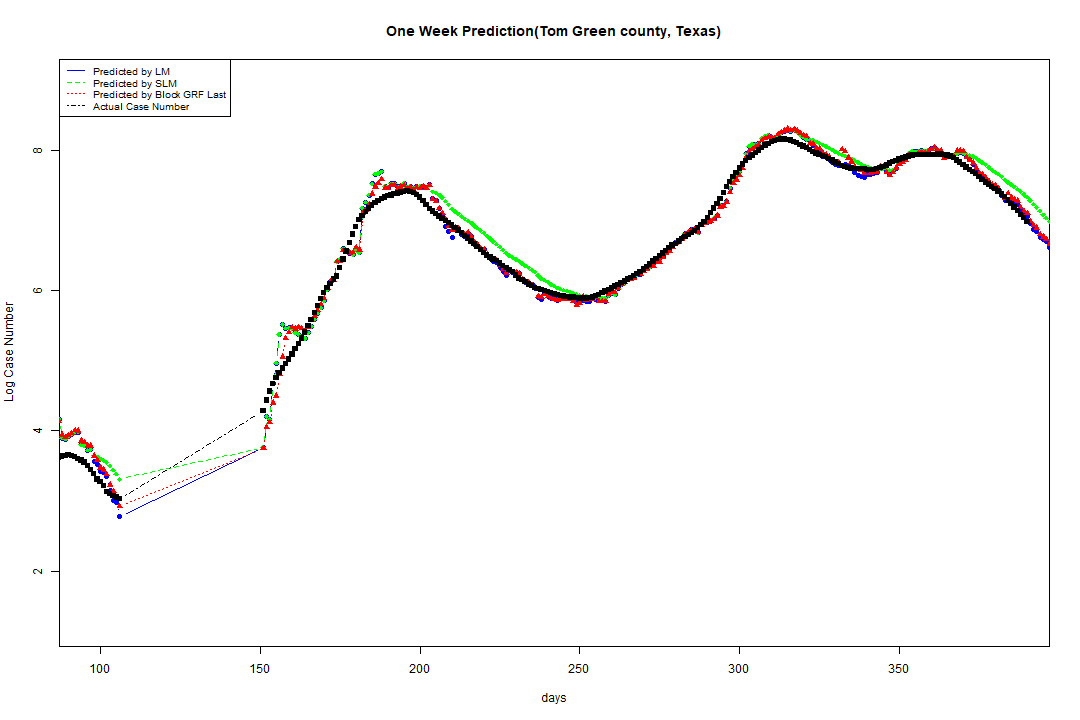 One Week Prediction(Tom Green county, Texas)
Predicted by LM
Predicted by SLM
Predicted by Block GRF Last
Actual Case Number
8
6
4
2
Log Case Number
100 150 200 250 300 350
days